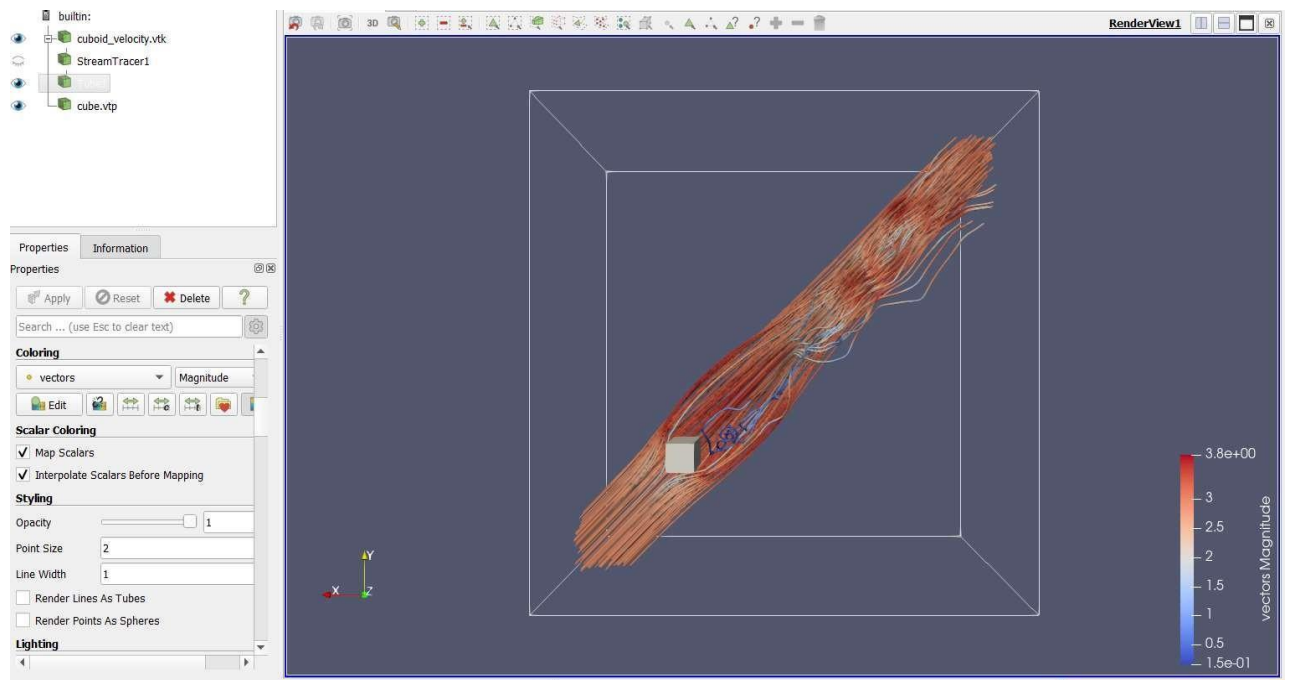 builtin:
cuboid_velocity.vtk
StreamTracer1
cube.vtp
3D
RenderView1
Properties
Information
Properties
Apply
Reset
Delete
?
Search ... (use Esc to clear text)
Coloring
vectors
Magnitude
Edit
Scalar Coloring
Map Scalars
Interpolate Scalars Before Mapping
Styling
Opacity
1
Point Size
2
Line Width
1
Render Lines As Tubes
Render Points As Spheres
Lighting
Y
X
Z
3.8e+00
3
2.5
2
1.5
1
0.5
1.5e-01
vectors Magnitude